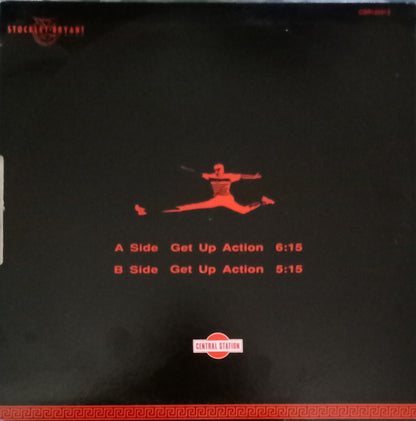 STOCKLEY·BRYANT
A Side Get Up Action 6:15
B Side Get Up Action 5:15
CENTRAL STATION